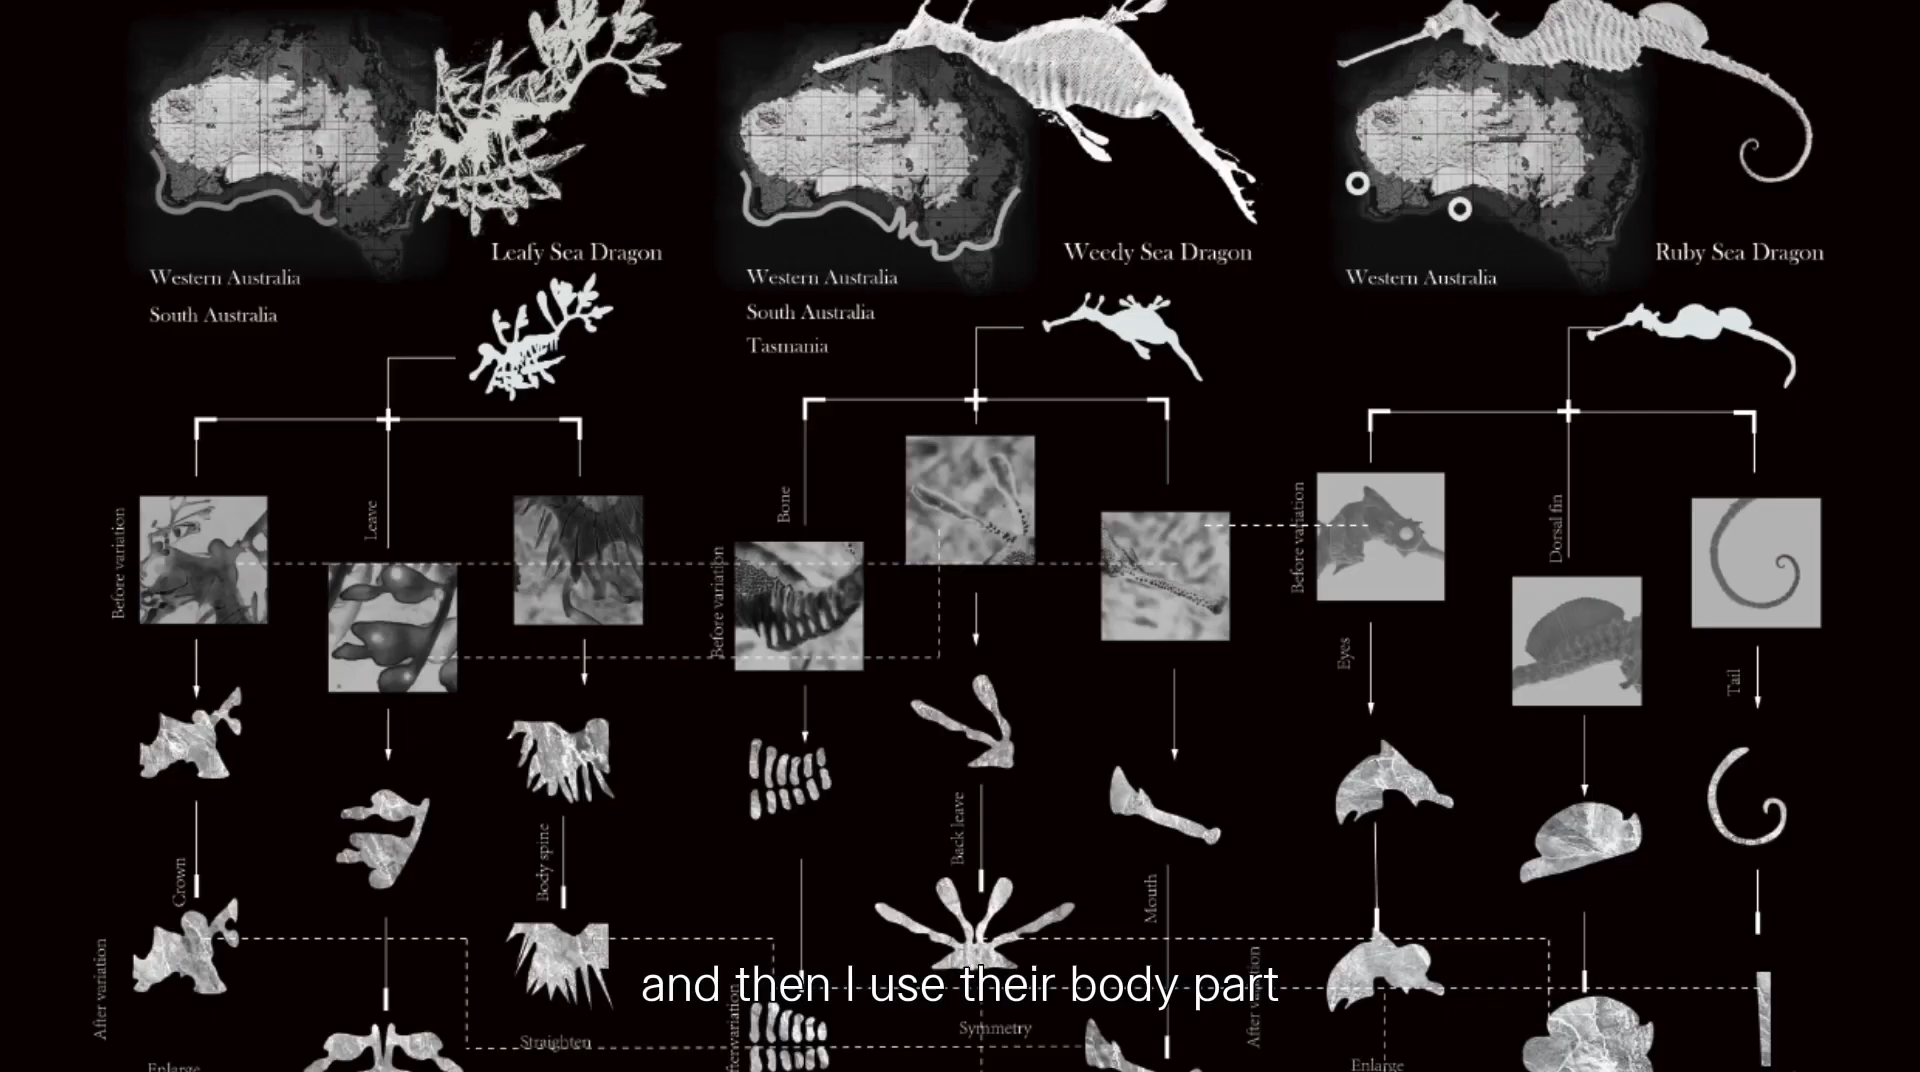 Leafy Sea Dragon
Western Australia
South Australia
Weedy Sea Dragon
Western Australia
South Australia
Tasmania
Ruby Sea Dragon
Western Australia
Before variation
Leave
Bone
Before variation
Before variation
Dorsal fin
Eyes
Tail
Crown
Body spine
Back leave
Mouth
After variation
After variation
After variation
and then I use their body part
Symmetry
Straighten
Enlarge
Enlarge